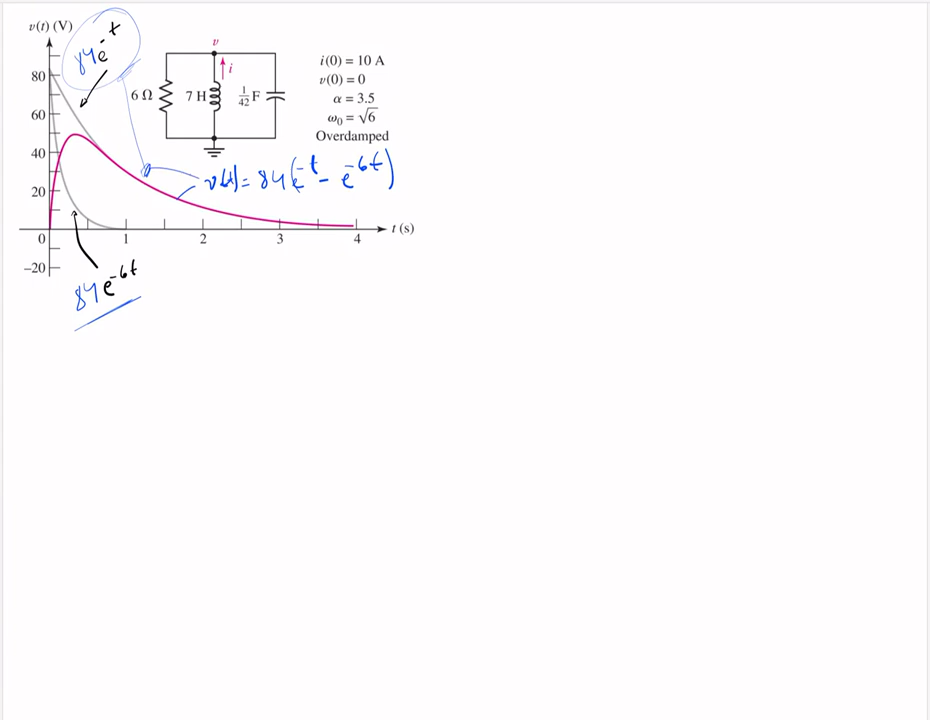 v(t) (V)
84e^-t
80
60
40
20
0
-20
1
2
3
4
t (s)
v
i
6 Ω
7 H
1/42 F
i(0) = 10 A
v(0) = 0
α = 3.5
ω₀ = √6
Overdamped
v(t) = 84(e^-t - e^-6t)
84e^-6t